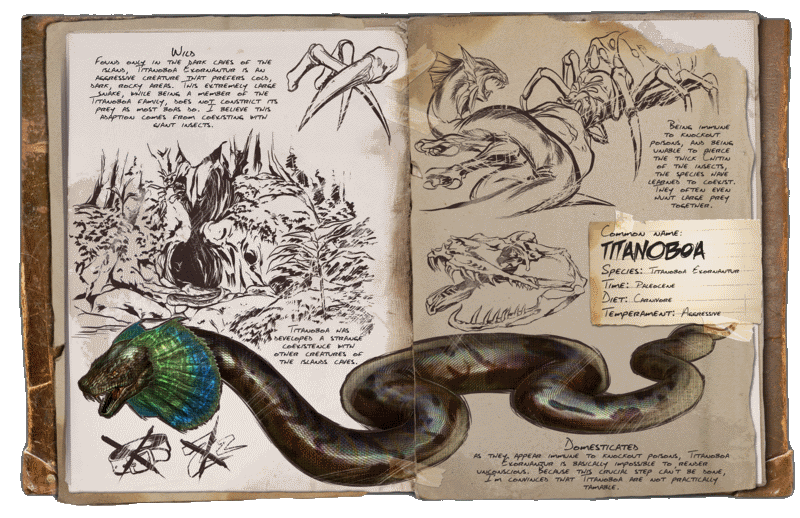 Wild
Found only in the dark caves of the
island, Titanoboa Exornantur is an
aggressive creature that prefers cold,
dark, rocky areas. This extremely large
snake, while being a member of the
Titanoboa family, does not constrict its
prey as most boas do. I believe this
adaption comes from coexisting with
giant insects.
Titanoboa has
developed a strange
coexistence with
other creatures of
the islands caves.
Being immune
to knockout
poisons, and being
unable to pierce
the thick chitin
of the insects,
the species have
learned to coexist.
They often even
hunt large prey
together.
Common name:
Titanoboa
Species: Titanoboa Exornantur
Time: Paleocene
Diet: Carnivore
Temperament: Aggressive
Domesticated
As they appear immune to knockout poisons, Titanoboa
Exornantur is basically impossible to render
unconscious. Because this crucial step can't be done,
I'm convinced that Titanoboa are not practically
tamable.